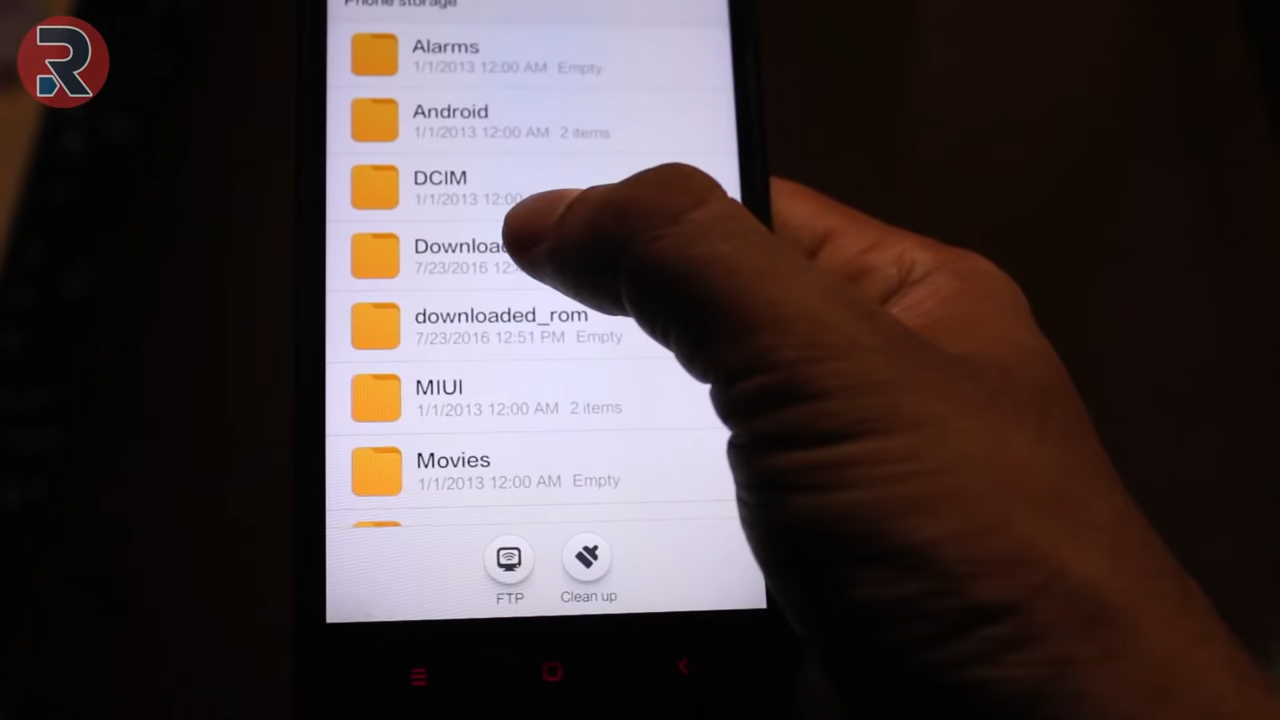 Phone storage
Alarms
1/1/2013 12:00 AM Empty
Android
1/1/2013 12:00 AM 2 items
DCIM
1/1/2013 12:00
7/23/2016
downloaded_rom
7/23/2016 12:51 PM Empty
MIUI
1/1/2013 12:00 AM 2 items
Movies
1/1/2013 12:00 AM Empty
FTP
Clean up
R